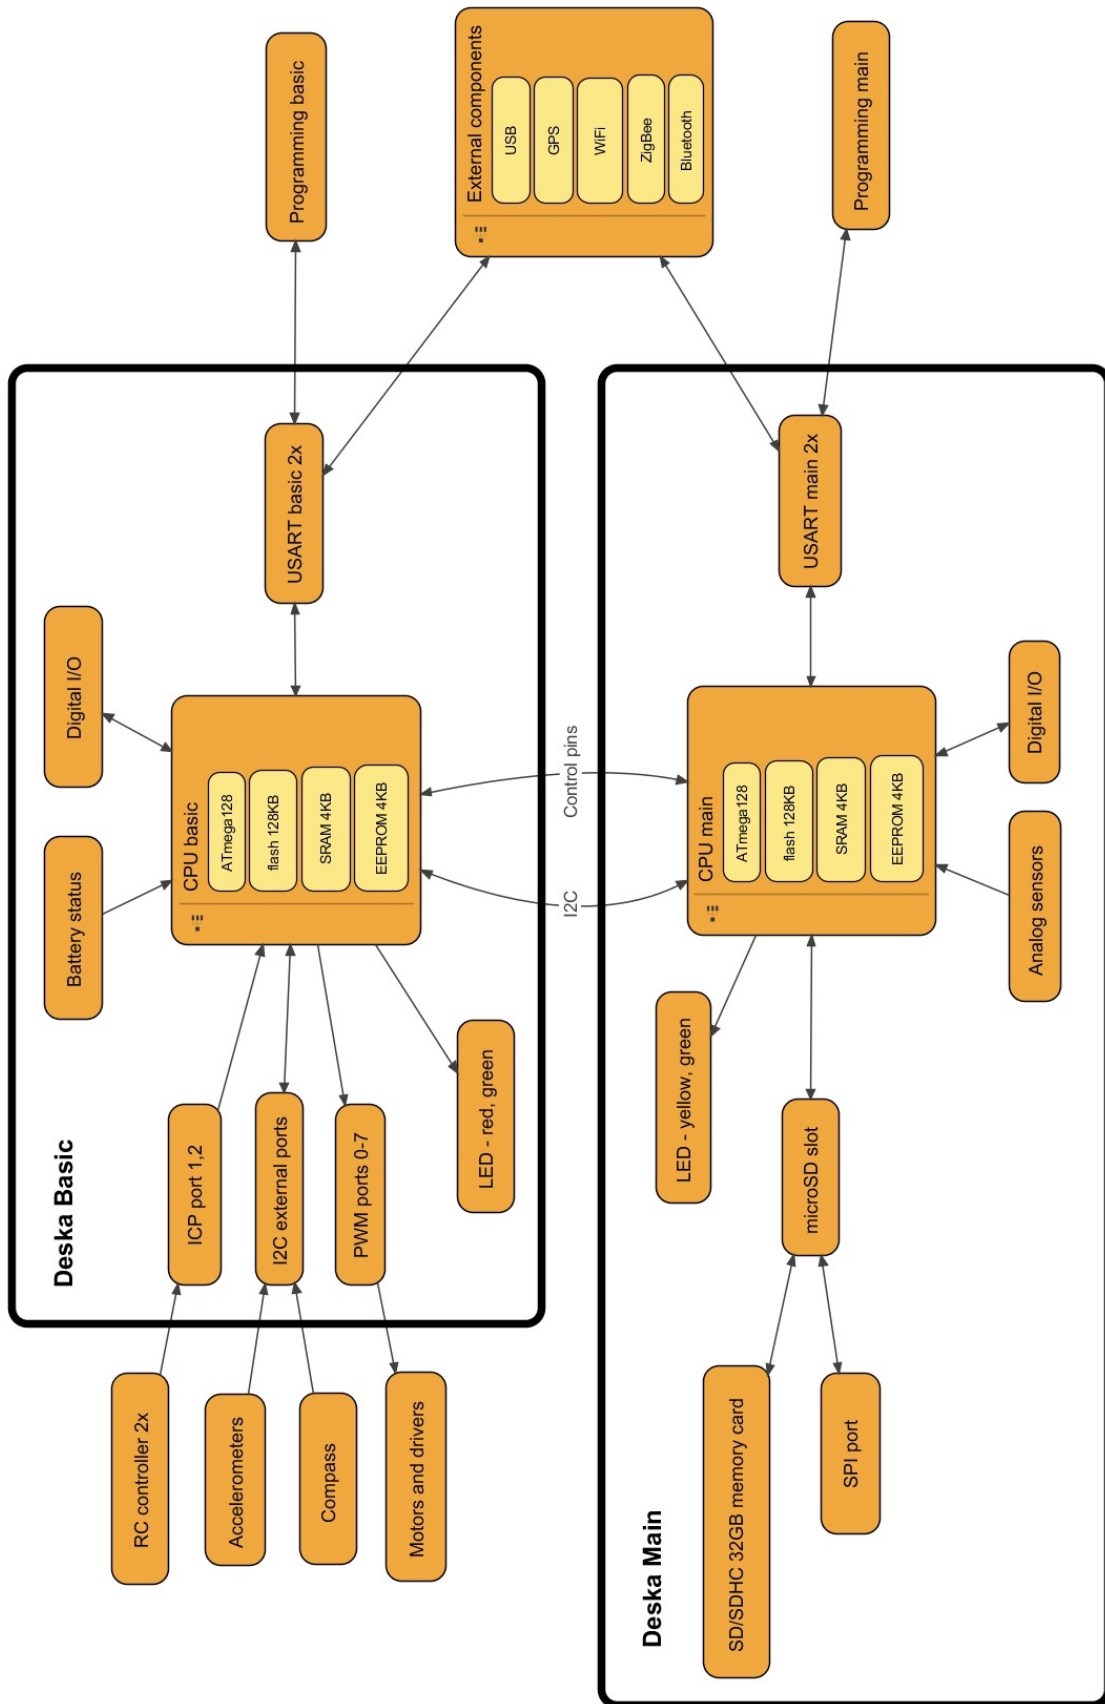 Deska Basic
RC controller 2x
Accelerometers
Compass
Motors and drivers
ICP port 1,2
I2C external ports
PWM ports 0-7
LED - red, green
Battery status
Digital I/O
CPU basic
ATmega128
flash 128KB
SRAM 4KB
EEPROM 4KB
USART basic 2x
Programming basic
External components
USB
GPS
WiFi
ZigBee
Bluetooth
I2C
Control pins
Deska Main
SD/SDHC 32GB memory card
SPI port
microSD slot
LED - yellow, green
CPU main
ATmega128
flash 128KB
SRAM 4KB
EEPROM 4KB
Analog sensors
Digital I/O
USART main 2x
Programming main